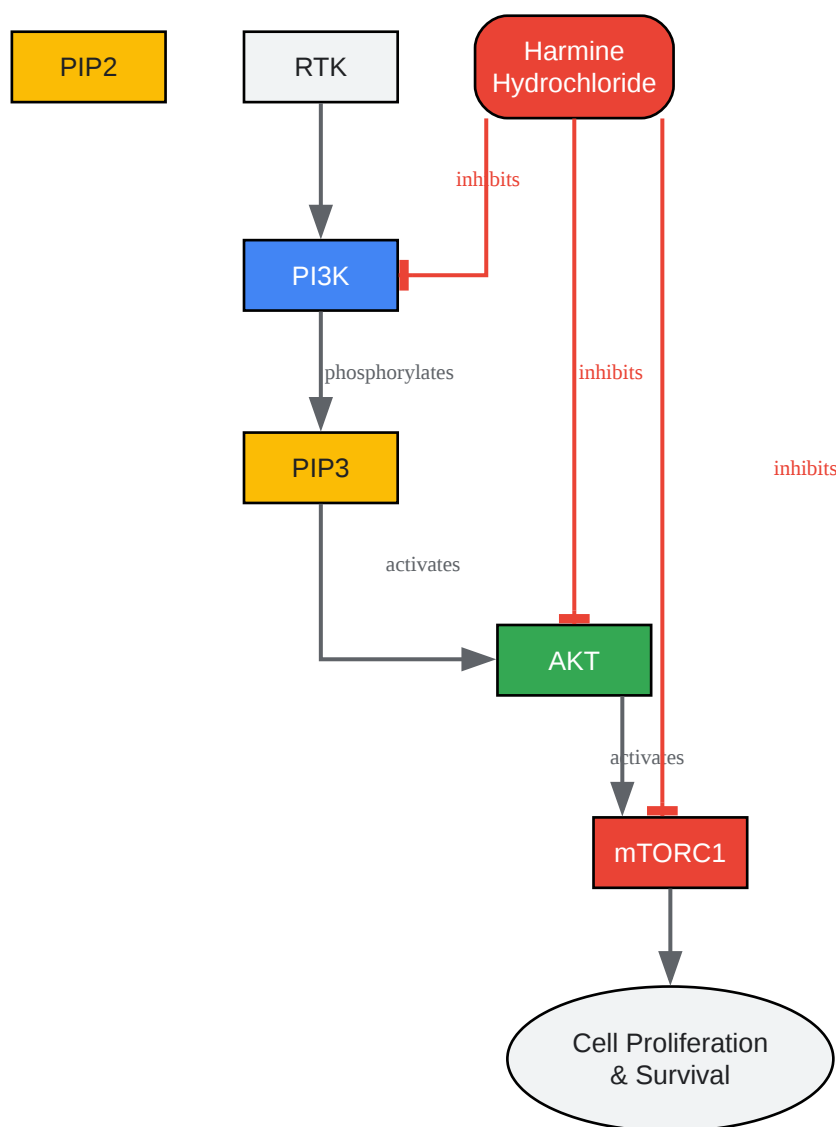 PIP2
RTK
Harmine
Hydrochloride
inhibits
PI3K
phosphorylates
inhibits
PIP3
inhibits
activates
AKT
activates
mTORC1
Cell Proliferation
& Survival